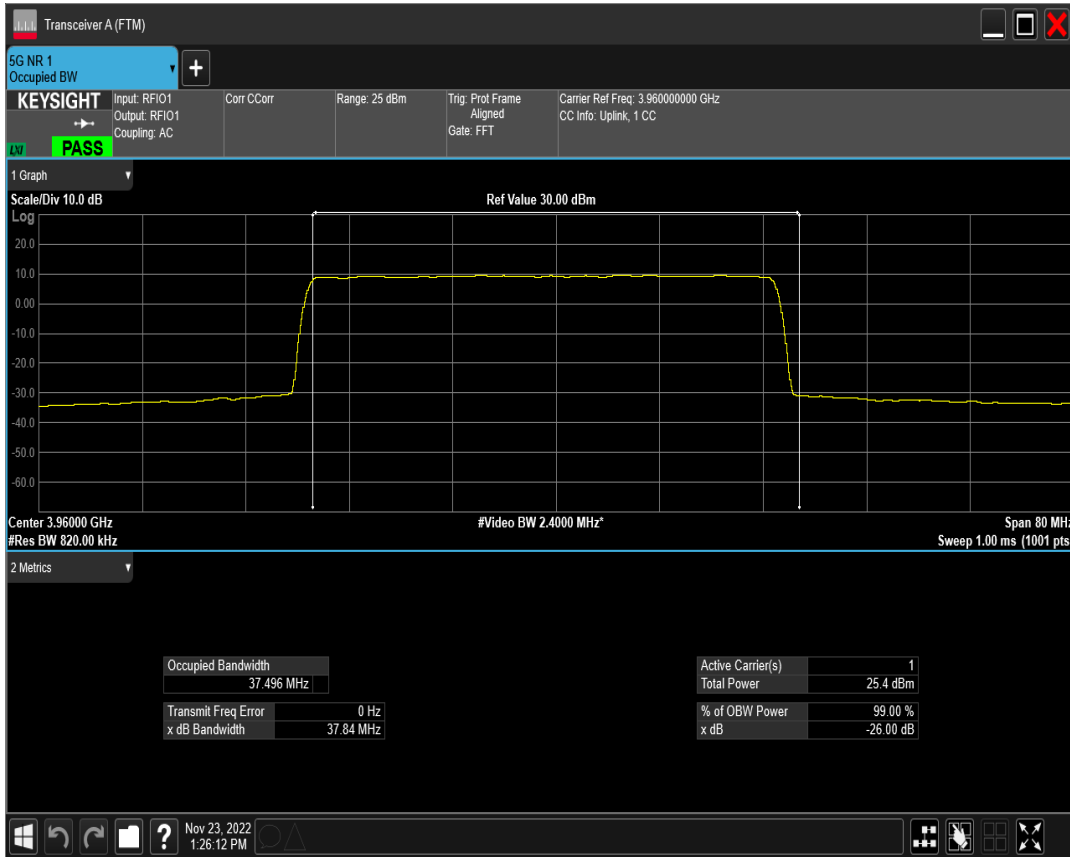 Transceiver A (FTM)
5G NR 1
Occupied BW
+
KEYSIGHT
LXI
PASS
Input: RFIO1
Output: RFIO1
Coupling: AC
Corr CCorr
Range: 25 dBm
Trig: Prot Frame
Aligned
Gate: FFT
Carrier Ref Freq: 3.960000000 GHz
CC Info: Uplink, 1 CC
1 Graph
Scale/Div 10.0 dB
Ref Value 30.00 dBm
Log
20.0
10.0
0.00
-10.0
-20.0
-30.0
-40.0
-50.0
-60.0
Center 3.96000 GHz
#Video BW 2.4000 MHz*
Span 80 MHz
#Res BW 820.00 kHz
Sweep 1.00 ms (1001 pts
2 Metrics
Occupied Bandwidth
37.496 MHz
Transmit Freq Error 0 Hz
x dB Bandwidth 37.84 MHz
Active Carrier(s) 1
Total Power 25.4 dBm
% of OBW Power 99.00 %
x dB -26.00 dB
?
Nov 23, 2022
1:26:12 PM